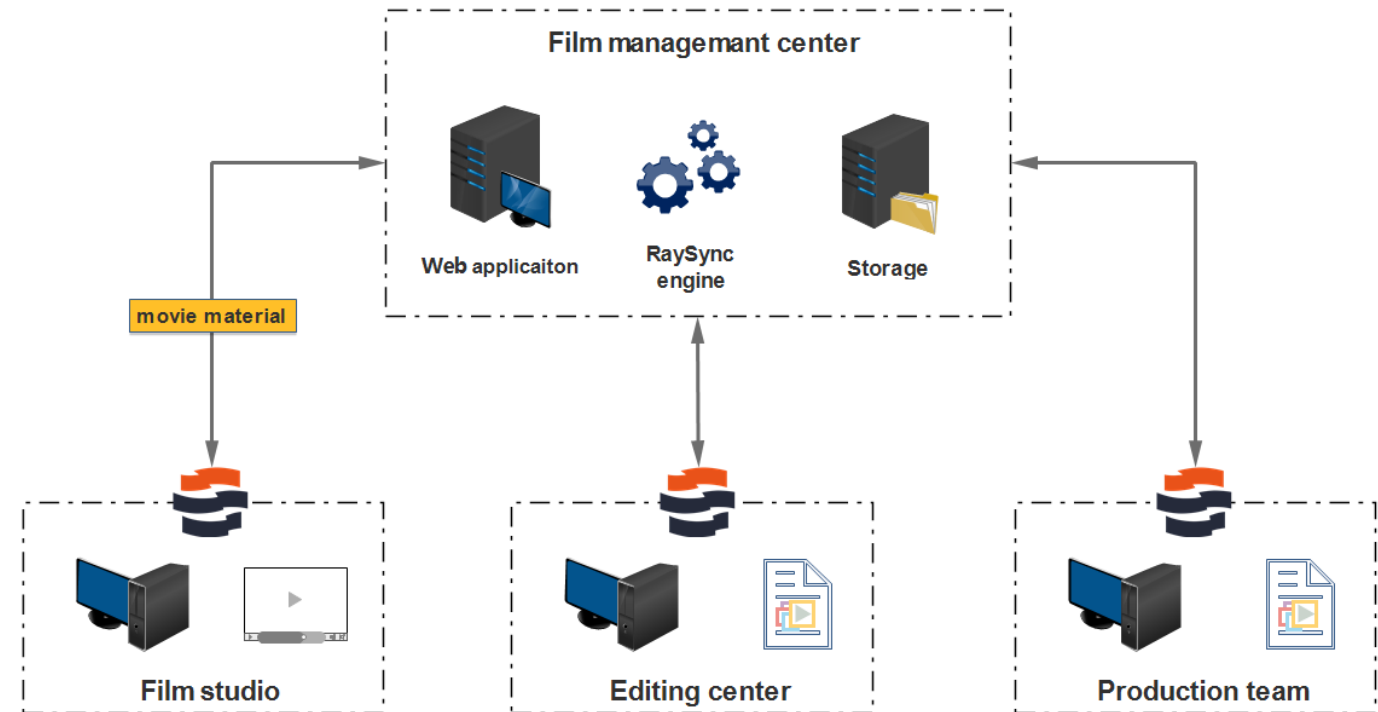 Film managemant center
Web applicaiton
RaySync
engine
Storage
movie material
Film studio
Editing center
Production team